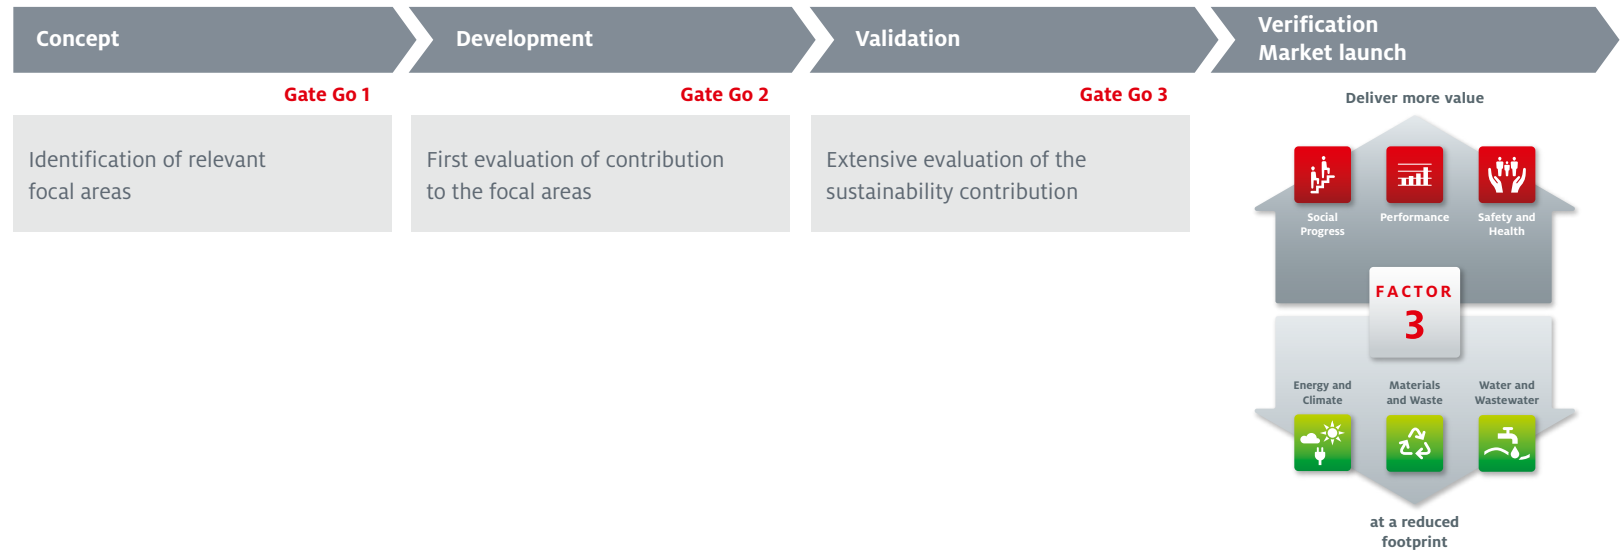 Concept
Development
Validation
Verification
Market launch
Gate Go 1
Gate Go 2
Gate Go 3
Identification of relevant
focal areas
First evaluation of contribution
to the focal areas
Extensive evaluation of the
sustainability contribution
Deliver more value
Social
Progress
Performance
Safety and
Health
FACTOR
3
Energy and
Climate
Materials
and Waste
Water and
Wastewater
at a reduced
footprint